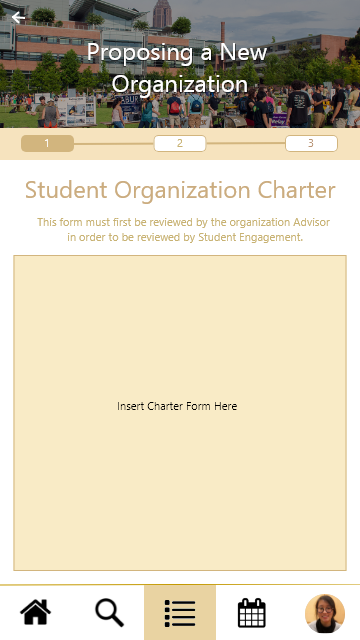 Proposing a New
Organization
1 2 3
Student Organization Charter
This form must first be reviewed by the organization Advisor
in order to be reviewed by Student Engagement.
Insert Charter Form Here